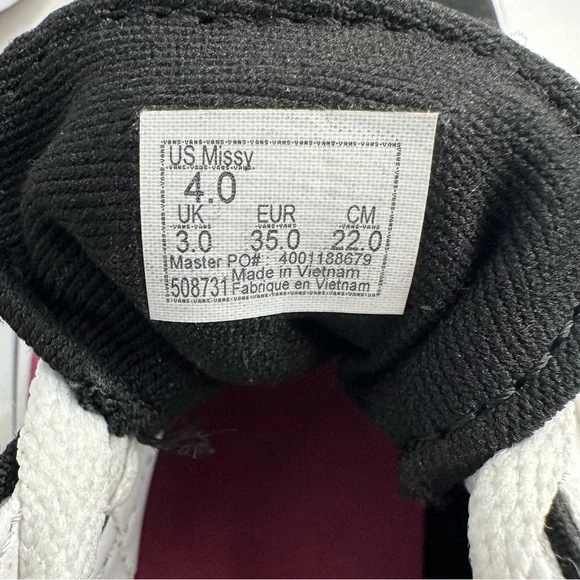 US Missy
4.0
UK EUR CM
3.0 35.0 22.0
Master PO#: 4001188679
Made in Vietnam
508731 Fabrique en Vietnam